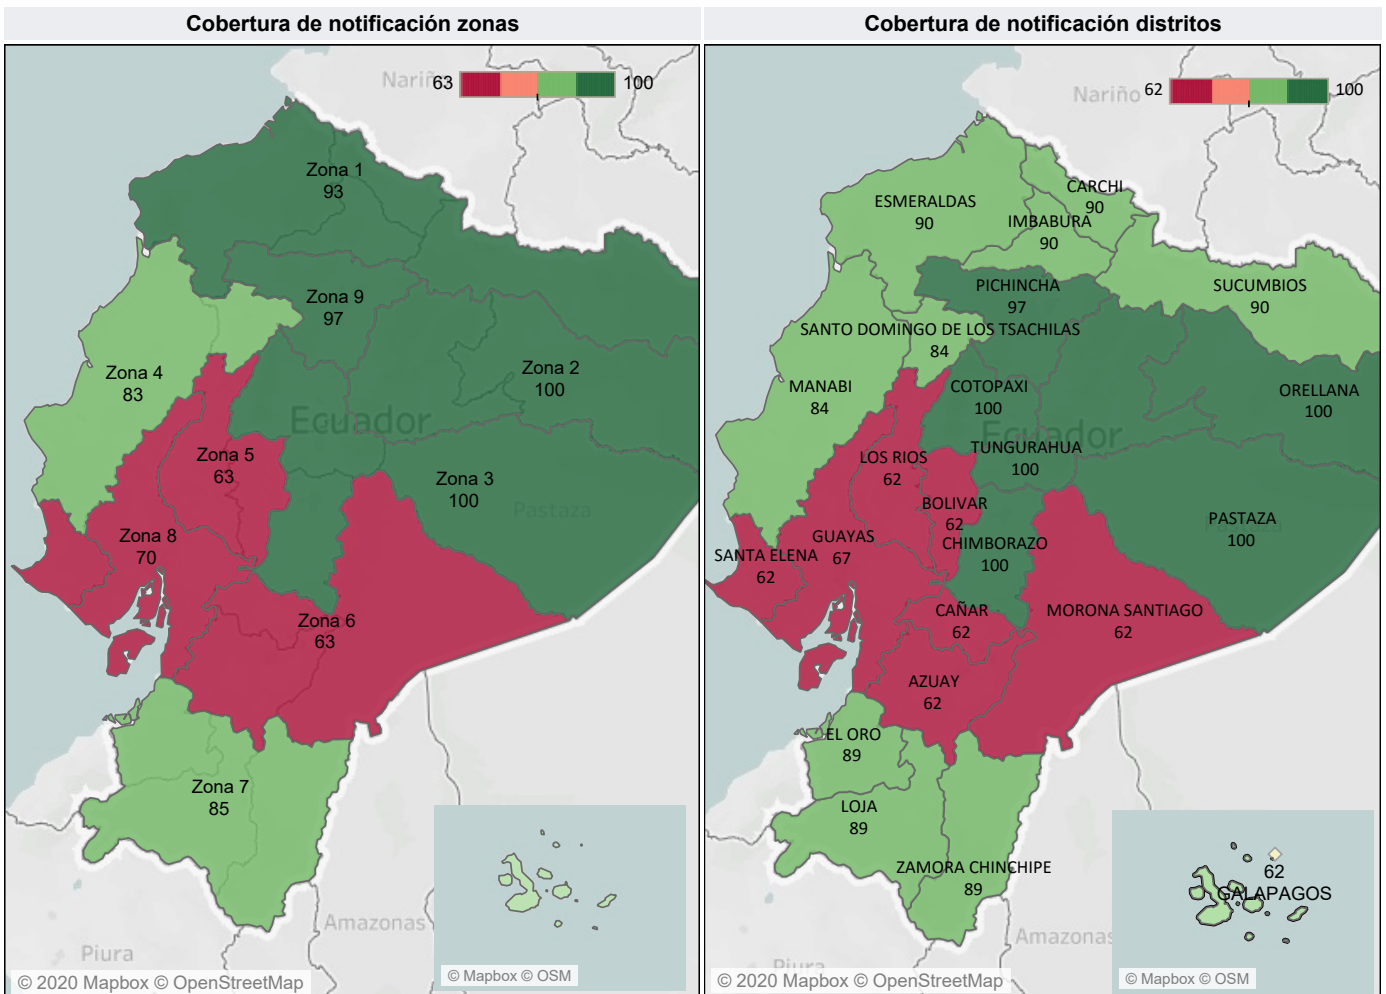 Cobertura de notificación zonas
Nariñ
63
100
Zona 1
93
Zona 9
97
Zona 4
83
Zona 2
100
Ecuador
Zona 5
63
Zona 3
100
Pastaza
Zona 8
70
Zona 6
63
Zona 7
85
Amazonas
Piura
© 2020 Mapbox © OpenStreetMap
© Mapbox © OSM
Cobertura de notificación distritos
Nariño
62
100
ESMERALDAS
90
CARCHI
90
IMBABURA
90
PICHINCHA
97
SUCUMBIOS
90
SANTO DOMINGO DE LOS TSACHILAS
84
MANABI
84
COTOPAXI
100
ORELLANA
100
Ecuador
TUNGURAHUA
100
LOS RIOS
62
BOLIVAR
62
PASTAZA
100
GUAYAS
67
CHIMBORAZO
100
SANTA ELENA
62
CAÑAR
62
MORONA SANTIAGO
62
AZUAY
62
EL ORO
89
LOJA
89
ZAMORA CHINCHIPE
89
62
GALAPAGOS
Amazonas
Piura
© 2020 Mapbox © OpenStreetMap
© Mapbox © OSM